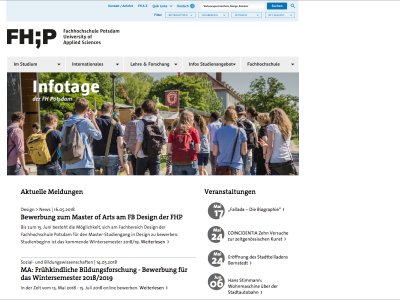 Kontakt / Anfahrt
FH A-Z
Quik Links
Deutsch
Suchen
Filter
FH;P
Fachhochschule Potsdam
University of
Applied Sciences
Im Studium
Internationales
Lehre & Forschung
Infos Studienangebot
Fachhochschule
Infotage
der FH Potsdam
Aktuelle Meldungen
Design > News | 16.05.2018
Bewerbung zum Master of Arts am FB Design der FHP
Bis zum 15. Juni besteht die Möglichkeit, sich am Fachbereich Design der
Fachhochschule Potsdam für den Master-Studiengang in Design zu bewerben.
Studienbeginn ist das kommende Wintersemester 2018/19. Weiterlesen >
Sozial- und Bildungswissenschaften | 14.05.2018
MA: Frühkindliche Bildungsforschung - Bewerbung für
das Wintersemester 2018/2019
In der Zeit vom 15. Mai 2018 - 15. Juli 2018 online bewerben. Weiterlesen >
Veranstaltungen
Mai
17
„Fallada – Die Biographie“ >
Mai
24
COINCIDENTIA Zehn Versuche
zur zeitgenössischen Kunst >
Mai
24
Eröffnung des Stadtteilladens
Bornstedt >
Jun
06
Hans Stimmann:
Wohnmaschine über der
Stadtautobahn >